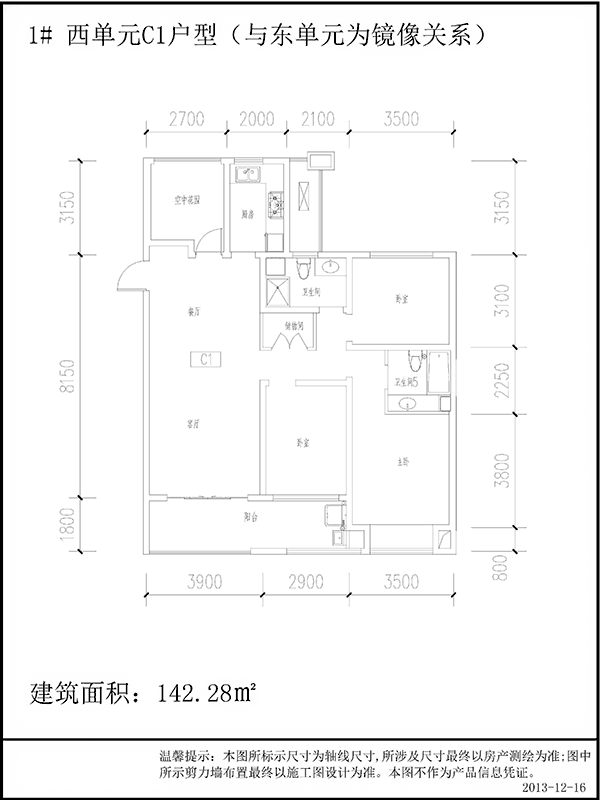 1# 西单元C1户型（与东单元为镜像关系）
2700 2000 2100 3500
3150 3150
空中花园 厨房
卫生间 卧室
3100
餐厅 储物间
C1
8150
卫生间5
2250
客厅 卧室 主卧
3800
阳台
1800
800
3900 2900 3500
建筑面积：142.28㎡
温馨提示：本图所标示尺寸为轴线尺寸,所涉及尺寸最终以房产测绘为准;图中
所示剪力墙布置最终以施工图设计为准。本图不作为产品信息凭证。
2013-12-16